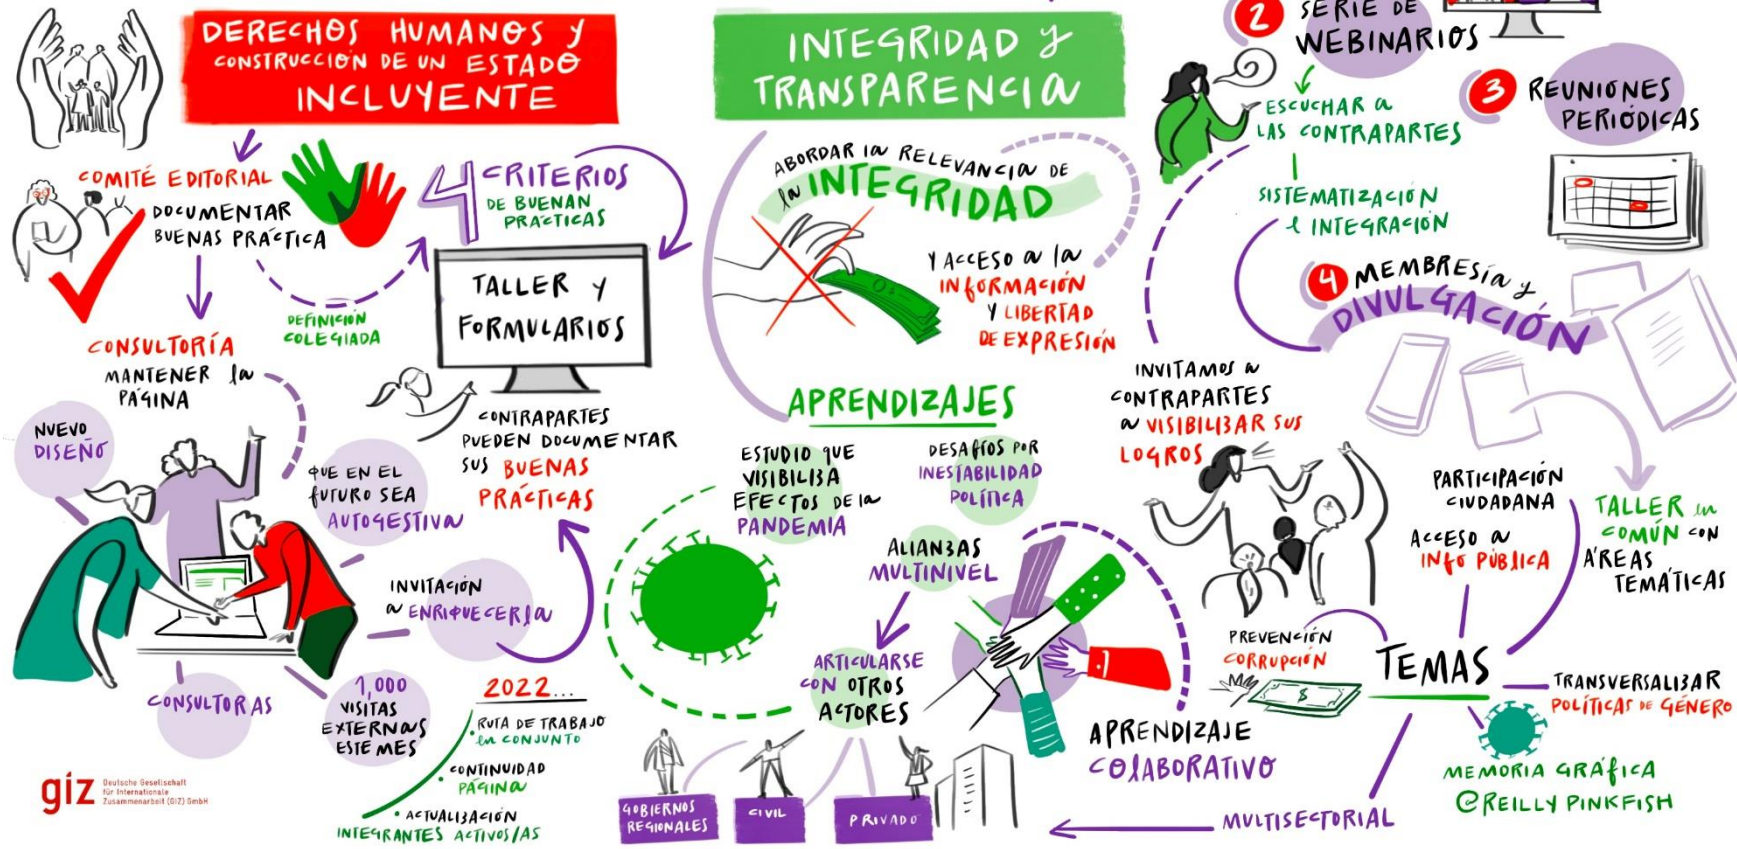 DERECHOS HUMANOS Y
CONSTRUCCIÓN DE UN ESTADO
INCLUYENTE
COMITÉ EDITORIAL
DOCUMENTAR
BUENAS PRÁCTICA
DEFINICIÓN
COLEGIADA
4 CRITERIOS
DE BUENAN
PRÁCTICAS
TALLER Y
FORMULARIOS
CONTRAPARTES
PUEDEN DOCUMENTAR
SUS BUENAS
PRÁCTICAS
CONSULTORÍA
MANTENER la
PÁGINA
NUEVO
DISEÑO
QUE EN EL
FUTURO SEA
AUTOGESTIVA
INVITACIÓN
a ENRIQUECERla
CONSULTORAS
1,000
VISITAS
EXTERNAS
ESTE MES
2022...
• RUTA DE TRABAJO
en CONJUNTO
• CONTINUIDAD
PÁGINA
• ACTUALIZACIÓN
INTEGRANTES ACTIVOS/AS
giz Deutsche Gesellschaft
für Internationale
Zusammenarbeit (GIZ) GmbH
INTEGRIDAD Y
TRANSPARENCIA
ABORDAR la RELEVANCIA DE
la INTEGRIDAD
Y ACCESO a la
INFORMACIÓN
Y LIBERTAD
DE EXPRESIÓN
APRENDIZAJES
ESTUDIO QUE
VISIBILIZA
EFECTOS DE la
PANDEMIA
DESAFÍOS POR
INESTABILIDAD
POLÍTICA
ALIANZAS
MULTINIVEL
ARTICULARSE
CON OTROS
ACTORES
GOBIERNOS
REGIONALES
CIVIL
PRIVADO
APRENDIZAJE
COLABORATIVO
2 SERIE DE
WEBINARIOS
ESCUCHAR a
LAS CONTRAPARTES
SISTEMATIZACIÓN
e INTEGRACIÓN
3 REUNIONES
PERIÓDICAS
4 MEMBRESÍA y
DIVULGACIÓN
INVITAMOS a
CONTRAPARTES
a VISIBILIZAR SUS
LOGROS
TALLER en
COMÚN CON
ÁREAS
TEMÁTICAS
PARTICIPACIÓN
CIUDADANA
ACCESO a
INFO PÚBLICA
PREVENCIÓN
CORRUPCIÓN
$
TEMAS
TRANSVERSALIZAR
POLÍTICAS DE GÉNERO
MULTISECTORIAL
MEMORIA GRÁFICA
@REILLY PINKFISH